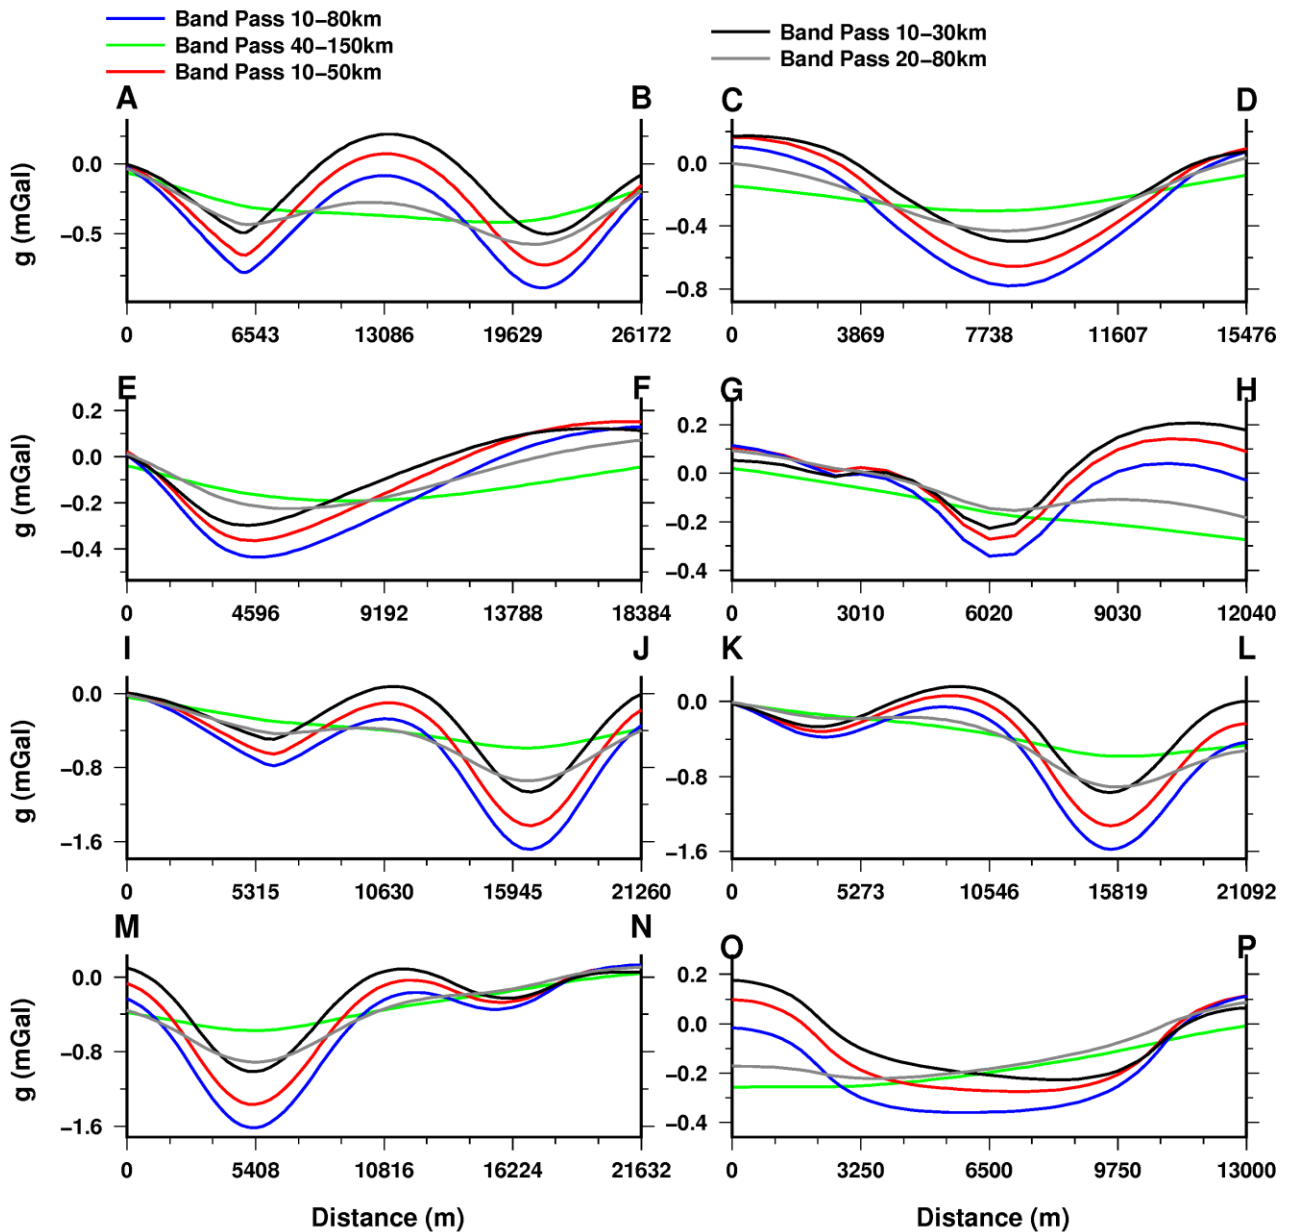 Band Pass 10−80km
Band Pass 40−150km
Band Pass 10−50km
Band Pass 10−30km
Band Pass 20−80km
A B
C D
g (mGal)
0.0
−0.5
0 6543 13086 19629 26172
0.0
−0.4
−0.8
0 3869 7738 11607 15476
E F
G H
g (mGal)
0.2
0.0
−0.2
−0.4
0 4596 9192 13788 18384
0.2
0.0
−0.2
−0.4
0 3010 6020 9030 12040
I J
K L
g (mGal)
0.0
−0.8
−1.6
0 5315 10630 15945 21260
0.0
−0.8
−1.6
0 5273 10546 15819 21092
M N
O P
g (mGal)
0.0
−0.8
−1.6
0 5408 10816 16224 21632
0.2
0.0
−0.2
−0.4
0 3250 6500 9750 13000
Distance (m)
Distance (m)